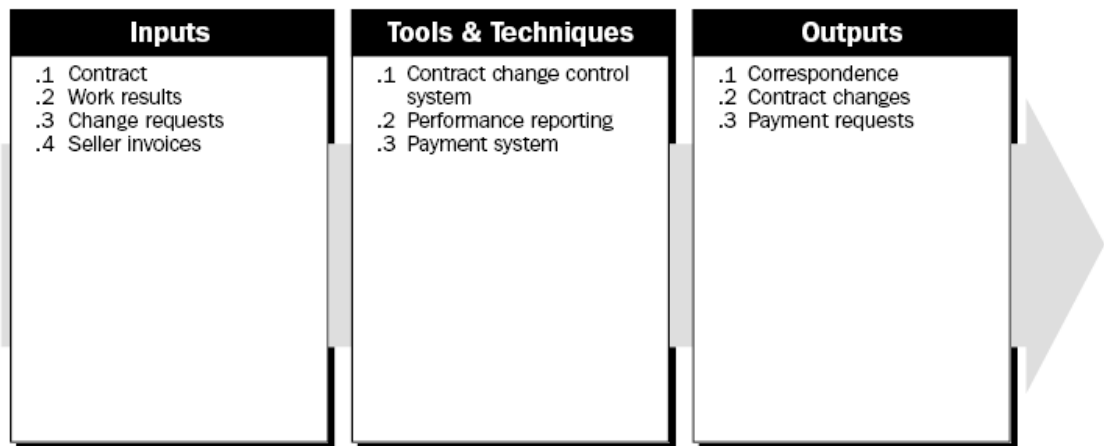 Inputs
.1 Contract
.2 Work results
.3 Change requests
.4 Seller invoices
Tools & Techniques
.1 Contract change control
system
.2 Performance reporting
.3 Payment system
Outputs
.1 Correspondence
.2 Contract changes
.3 Payment requests